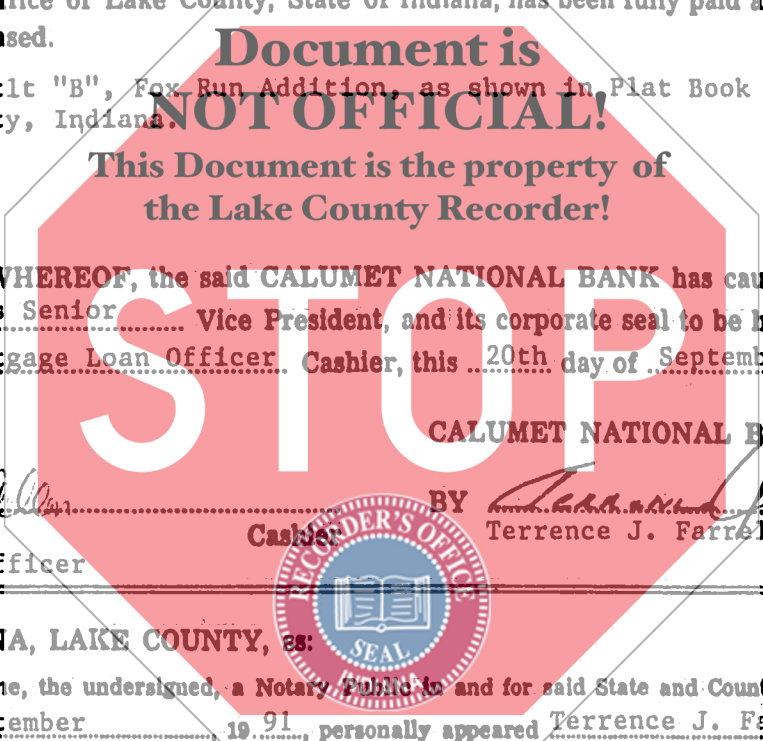 ice of Lake County, State of Indiana, has been fully paid a
ased.
Document is
lt "B", Fox Run Addition, as shown in Plat Book
y, Indiana.
NOT OFFICIAL!
This Document is the property of
the Lake County Recorder!
WHEREOF, the said CALUMET NATIONAL BANK has cau
s Senior Vice President, and its corporate seal to be h
tgage Loan Officer Cashier, this 20th day of Septemb
STOP
CALUMET NATIONAL B
BY
Cashier
Terrence J. Farrel
fficer
RECORDER'S OFFICE
SEAL
NA, LAKE COUNTY, ss:
me, the undersigned, a Notary Public in and for said State and Coun
tember 19 91, personally appeared Terrence J. Fa